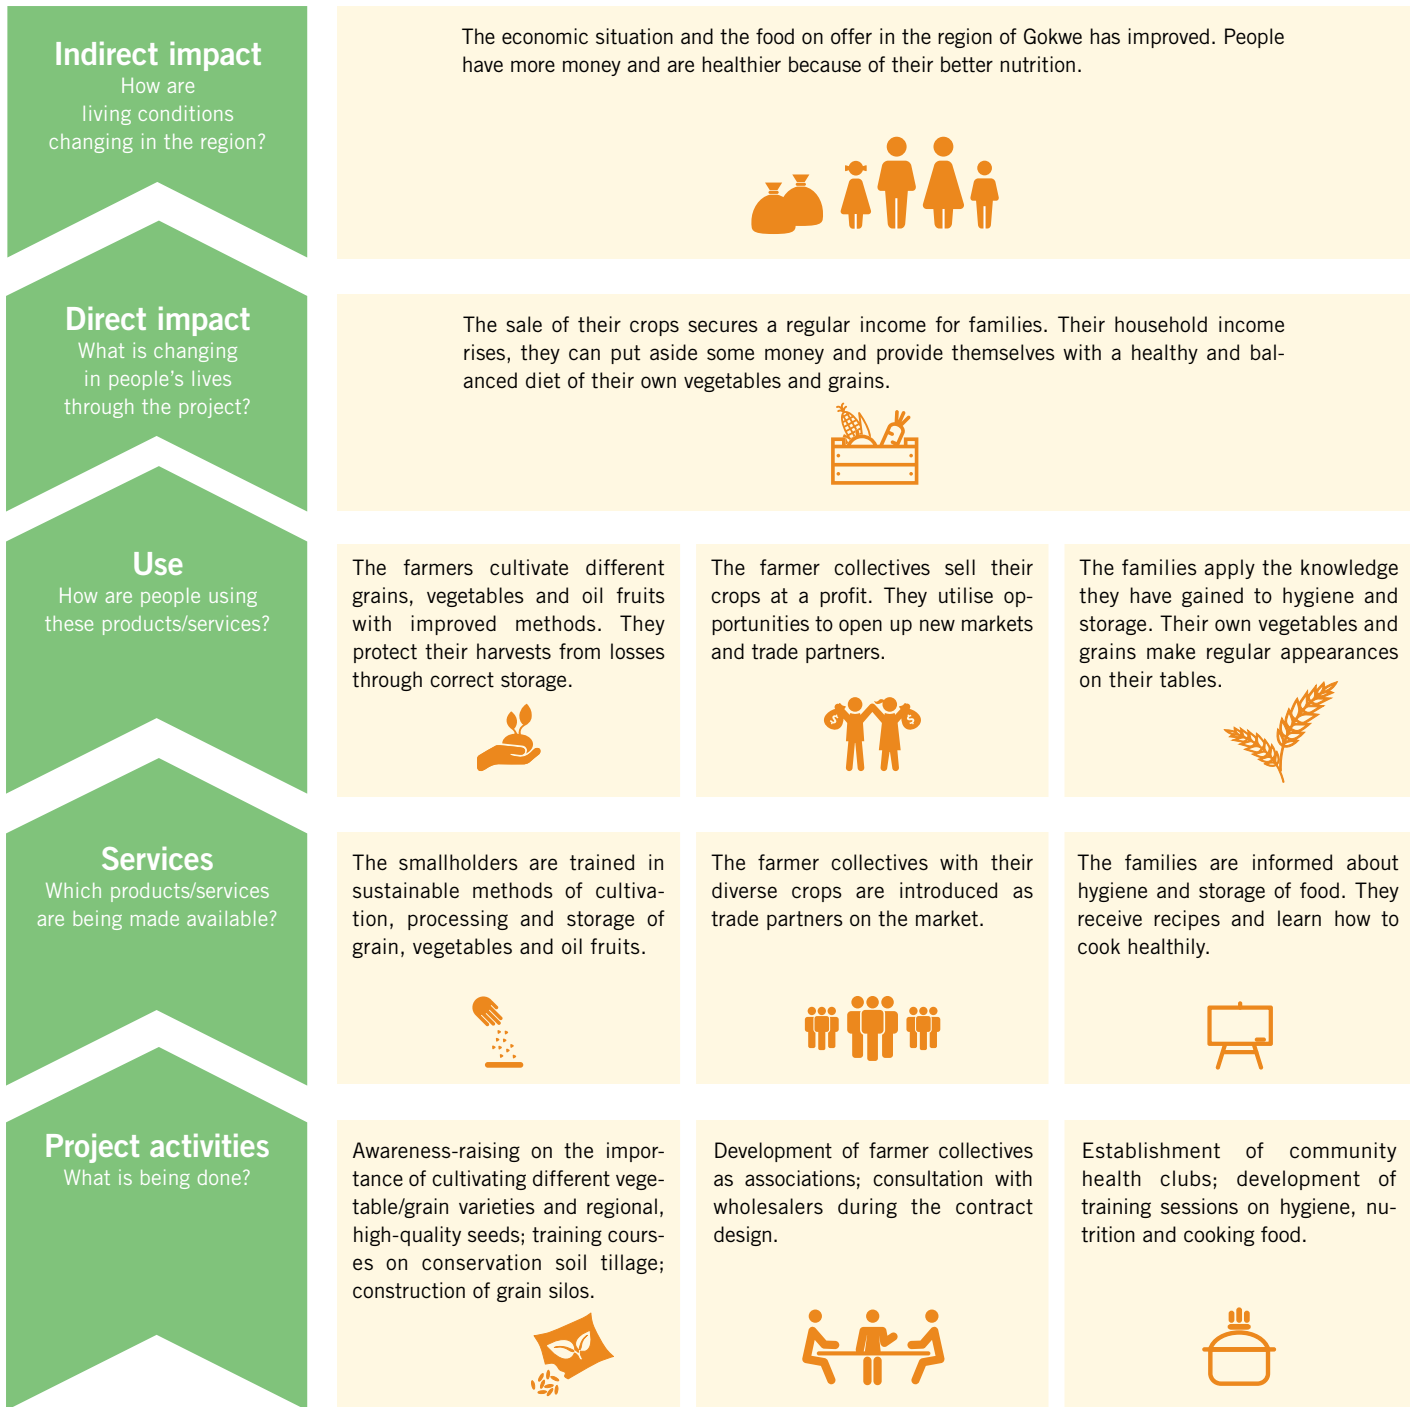 Indirect impact
How are
living conditions
changing in the region?
The economic situation and the food on offer in the region of Gokwe has improved. People
have more money and are healthier because of their better nutrition.
Direct impact
What is changing
in people's lives
through the project?
The sale of their crops secures a regular income for families. Their household income
rises, they can put aside some money and provide themselves with a healthy and bal-
anced diet of their own vegetables and grains.
Use
How are people using
these products/services?
The farmers cultivate different
grains, vegetables and oil fruits
with improved methods. They
protect their harvests from losses
through correct storage.
The farmer collectives sell their
crops at a profit. They utilise op-
portunities to open up new markets
and trade partners.
$ $
The families apply the knowledge
they have gained to hygiene and
storage. Their own vegetables and
grains make regular appearances
on their tables.
Services
Which products/services
are being made available?
The smallholders are trained in
sustainable methods of cultiva-
tion, processing and storage of
grain, vegetables and oil fruits.
The farmer collectives with their
diverse crops are introduced as
trade partners on the market.
The families are informed about
hygiene and storage of food. They
receive recipes and learn how to
cook healthily.
Project activities
What is being done?
Awareness-raising on the impor-
tance of cultivating different vege-
table/grain varieties and regional,
high-quality seeds; training cours-
es on conservation soil tillage;
construction of grain silos.
Development of farmer collectives
as associations; consultation with
wholesalers during the contract
design.
Establishment of community
health clubs; development of
training sessions on hygiene, nu-
trition and cooking food.